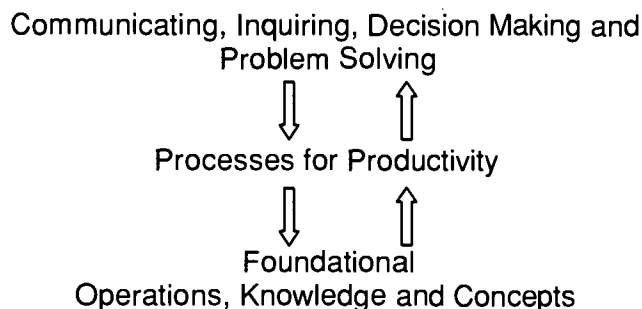 Communicating, Inquiring, Decision Making and
Problem Solving
Processes for Productivity
Foundational
Operations, Knowledge and Concepts